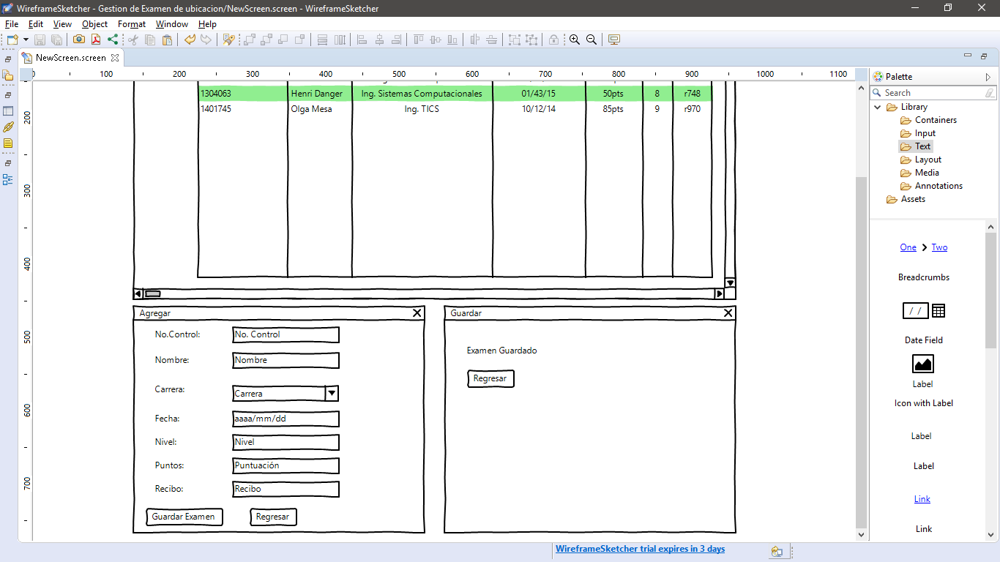 WireframeSketcher - Gestion de Examen de ubicacion/NewScreen.screen - WireframeSketcher
File Edit View Object Format Window Help
NewScreen.screen
0 100 200 300 400 500 600 700 800 900 1000 1100
200
300
400
500
600
700
1304063 Henri Danger Ing. Sistemas Computacionales 01/43/15 50pts 8 r748
1401745 Olga Mesa Ing. TICS 10/12/14 85pts 9 r970
Agregar
No.Control: No. Control
Nombre: Nombre
Carrera: Carrera
Fecha: aaaa/mm/dd
Nivel: Nivel
Puntos: Puntuación
Recibo: Recibo
Guardar Examen Regresar
Guardar
Examen Guardado
Regresar
Palette
Search
Library
Containers
Input
Text
Layout
Media
Annotations
Assets
One Two
Breadcrumbs
/ /
Date Field
Label
Icon with Label
Label
Label
Link
Link
WireframeSketcher trial expires in 3 days